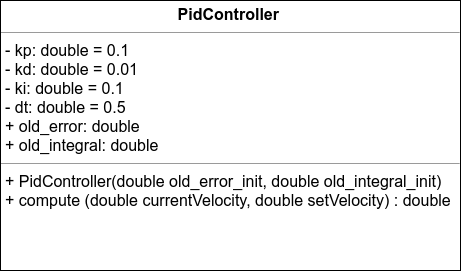 PidController
- kp: double = 0.1
- kd: double = 0.01
- ki: double = 0.1
- dt: double = 0.5
+ old_error: double
+ old_integral: double
+ PidController(double old_error_init, double old_integral_init)
+ compute (double currentVelocity, double setVelocity) : double